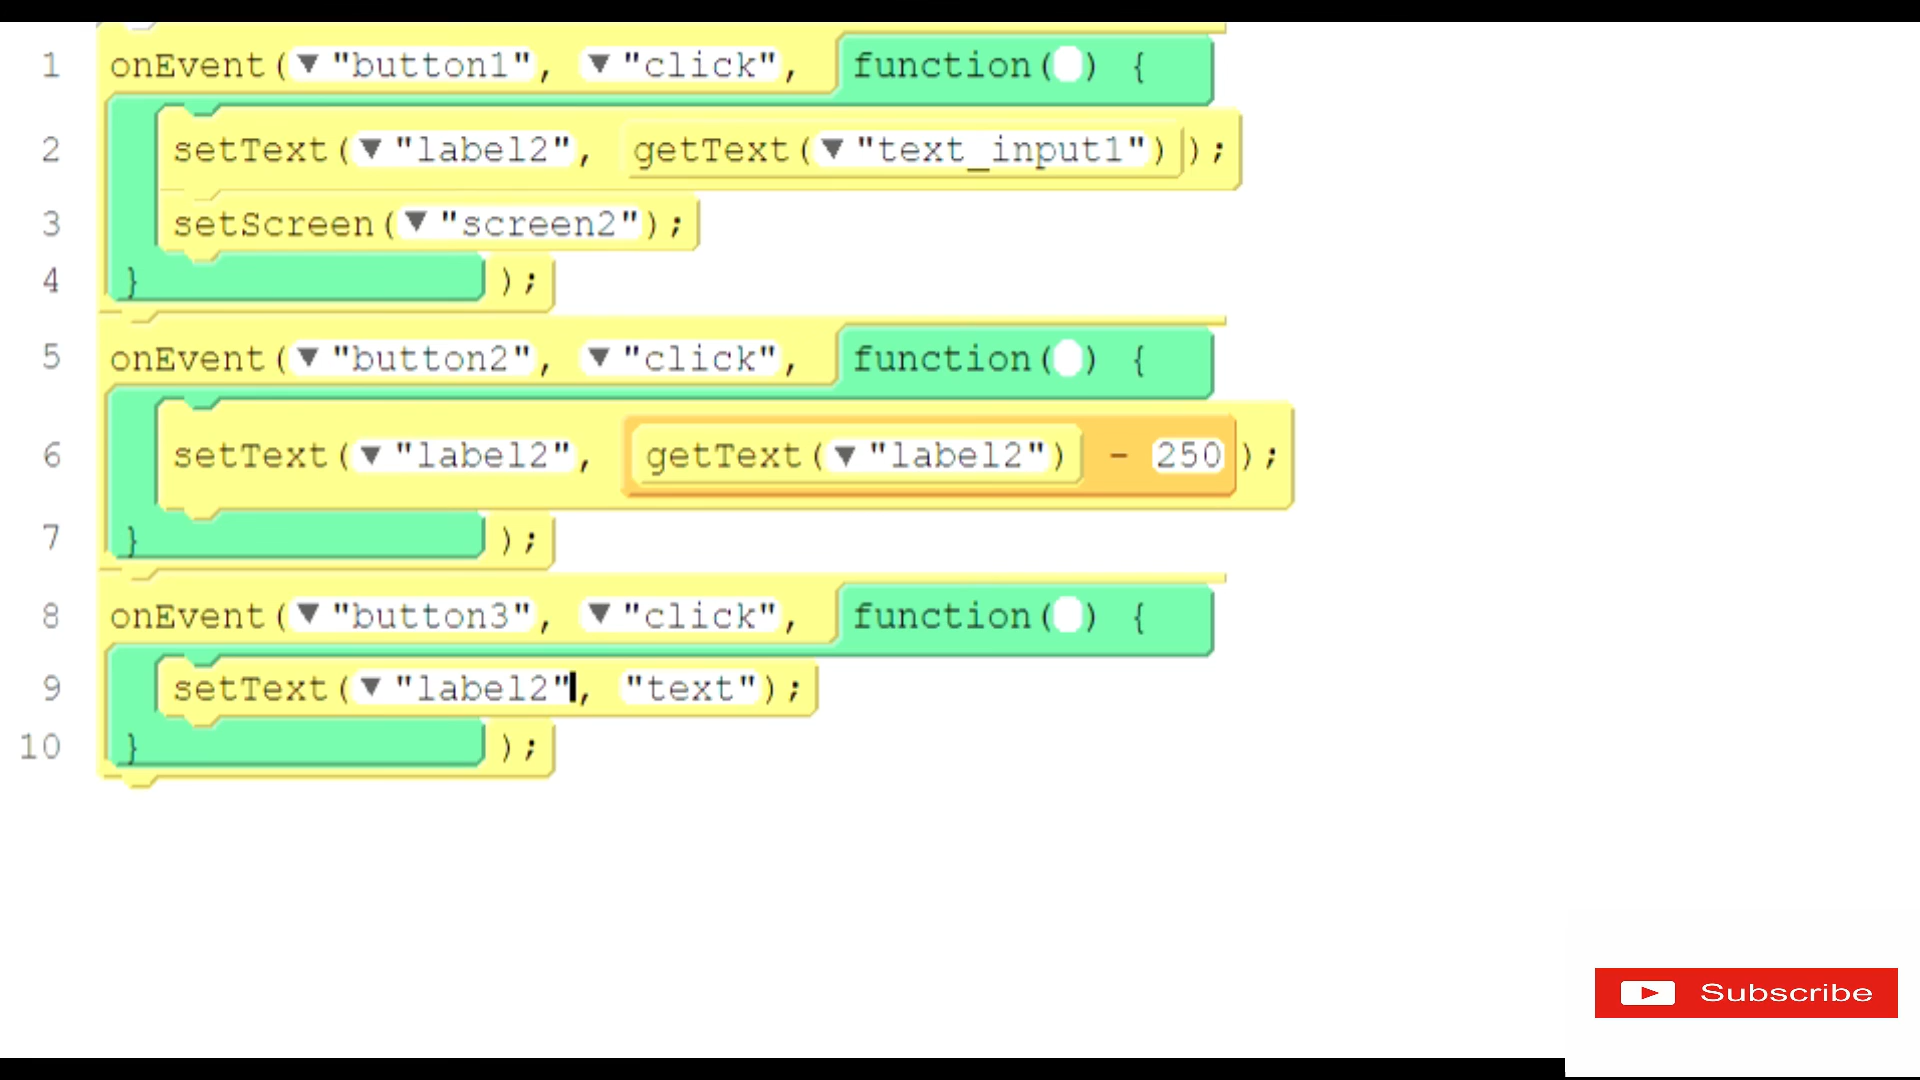 1 onEvent(▼"button1", ▼"click", function() {
2 setText(▼"label2", getText(▼"text_input1"));
3 setScreen(▼"screen2");
4 });
5 onEvent(▼"button2", ▼"click", function() {
6 setText(▼"label2", getText(▼"label2") - 250);
7 });
8 onEvent(▼"button3", ▼"click", function() {
9 setText(▼"label2", "text");
10 });
Subscribe